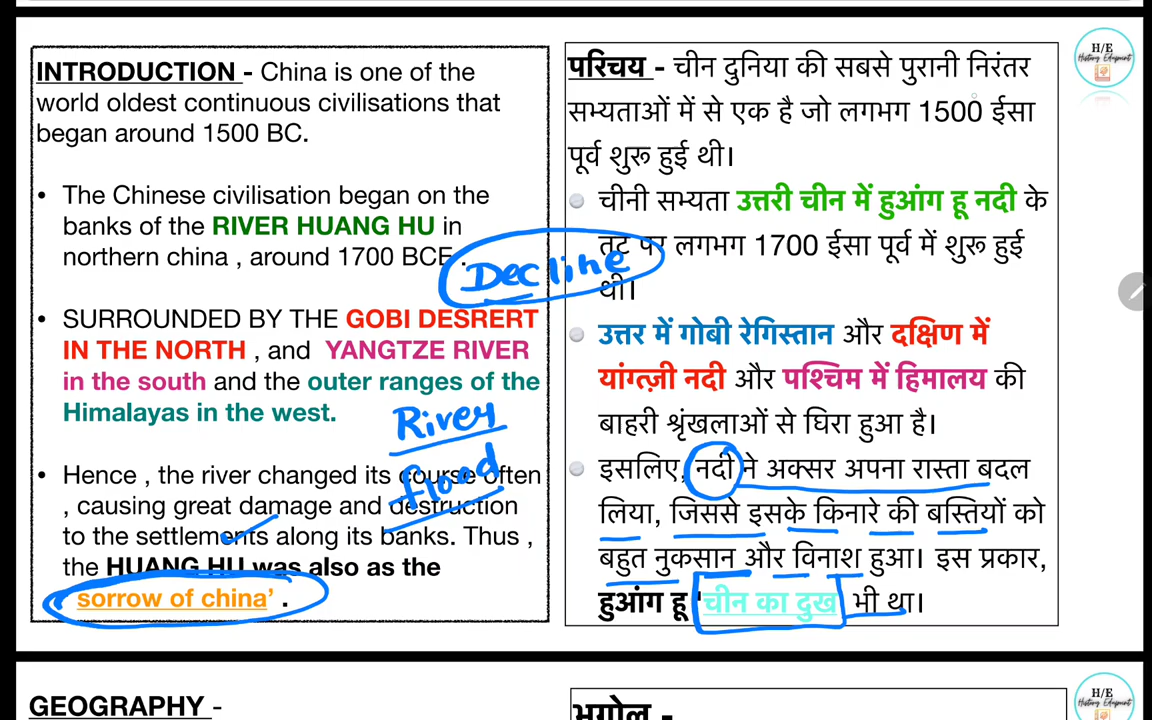 INTRODUCTION - China is one of the
world oldest continuous civilisations that
began around 1500 BC.
• The Chinese civilisation began on the
banks of the RIVER HUANG HU in
northern china , around 1700 BCE .
• SURROUNDED BY THE GOBI DESRERT
IN THE NORTH , and YANGTZE RIVER
in the south and the outer ranges of the
Himalayas in the west.
• Hence , the river changed its course often
, causing great damage and destruction
to the settlements along its banks. Thus ,
the HUANG HU was also as the
‘sorrow of china’ .
Decline
River
flood
परिचय - चीन दुनिया की सबसे पुरानी निरंतर
सभ्यताओं में से एक है जो लगभग 1500 ईसा
पूर्व शुरू हुई थी।
चीनी सभ्यता उत्तरी चीन में हुआंग हू नदी के
तट पर लगभग 1700 ईसा पूर्व में शुरू हुई
थी।
उत्तर में गोबी रेगिस्तान और दक्षिण में
यांग्त्ज़ी नदी और पश्चिम में हिमालय की
बाहरी श्रृंखलाओं से घिरा हुआ है।
इसलिए, नदी ने अक्सर अपना रास्ता बदल
लिया, जिससे इसके किनारे की बस्तियों को
बहुत नुकसान और विनाश हुआ। इस प्रकार,
हुआंग हू 'चीन का दुख' भी था।
H/E
History Edupoint
GEOGRAPHY -
भूगोल -
H/E
History Edupoint